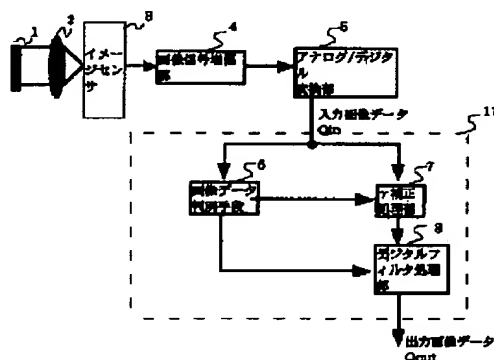 1
2
3
イメー
ジセン
サ
4
画像信号処理
部
5
アナログ/ディジタ
ル
変換部
入力画像データ
Qin
11
6
画像データ
判別手段
7
γ補正
処理部
8
デジタルフ
ィルタ処理
部
出力画像データ
Qout